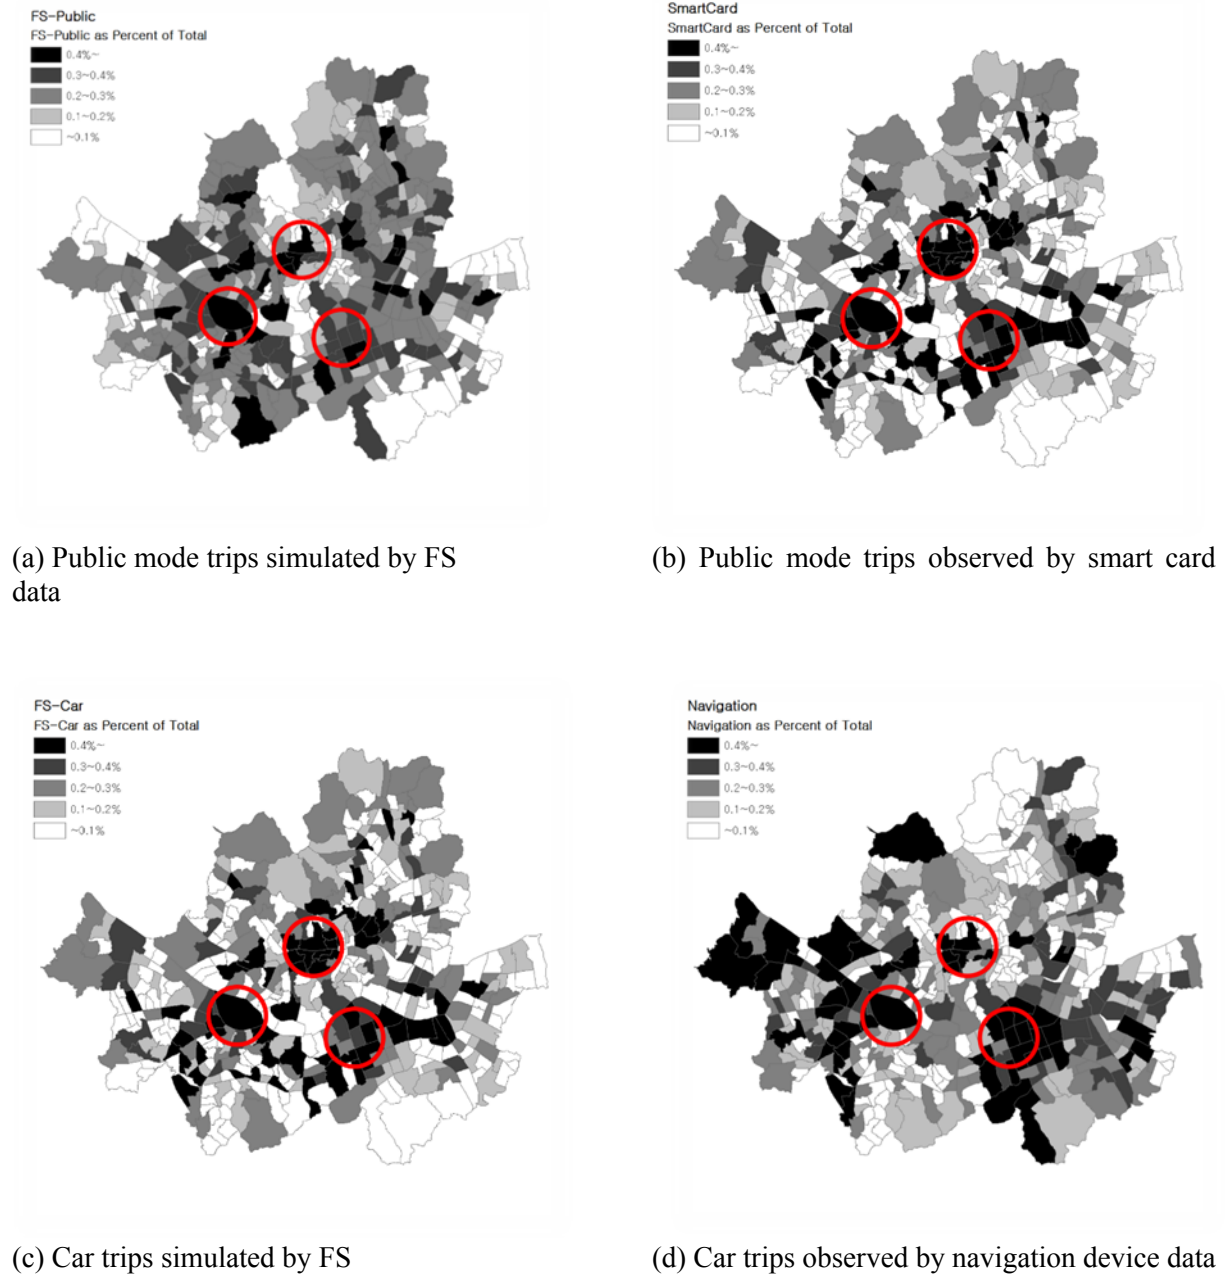 FS-Public
FS-Public as Percent of Total
0.4%~
0.3~0.4%
0.2~0.3%
0.1~0.2%
~0.1%
SmartCard
SmartCard as Percent of Total
0.4%~
0.3~0.4%
0.2~0.3%
0.1~0.2%
~0.1%
(a) Public mode trips simulated by FS
data
(b) Public mode trips observed by smart card
FS-Car
FS-Car as Percent of Total
0.4%~
0.3~0.4%
0.2~0.3%
0.1~0.2%
~0.1%
Navigation
Navigation as Percent of Total
0.4%~
0.3~0.4%
0.2~0.3%
0.1~0.2%
~0.1%
(c) Car trips simulated by FS
(d) Car trips observed by navigation device data